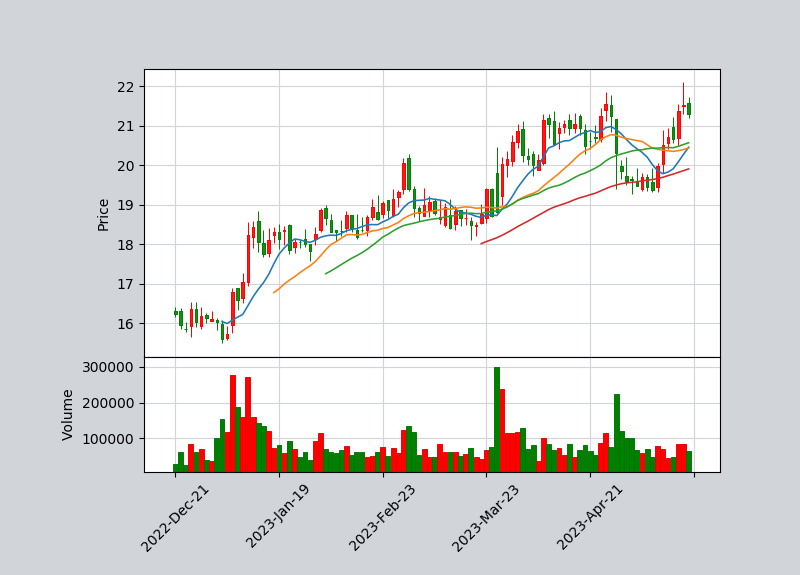 22
21
20
19
18
17
16
Price
300000
200000
100000
Volume
2022-Dec-21
2023-Jan-19
2023-Feb-23
2023-Mar-23
2023-Apr-21